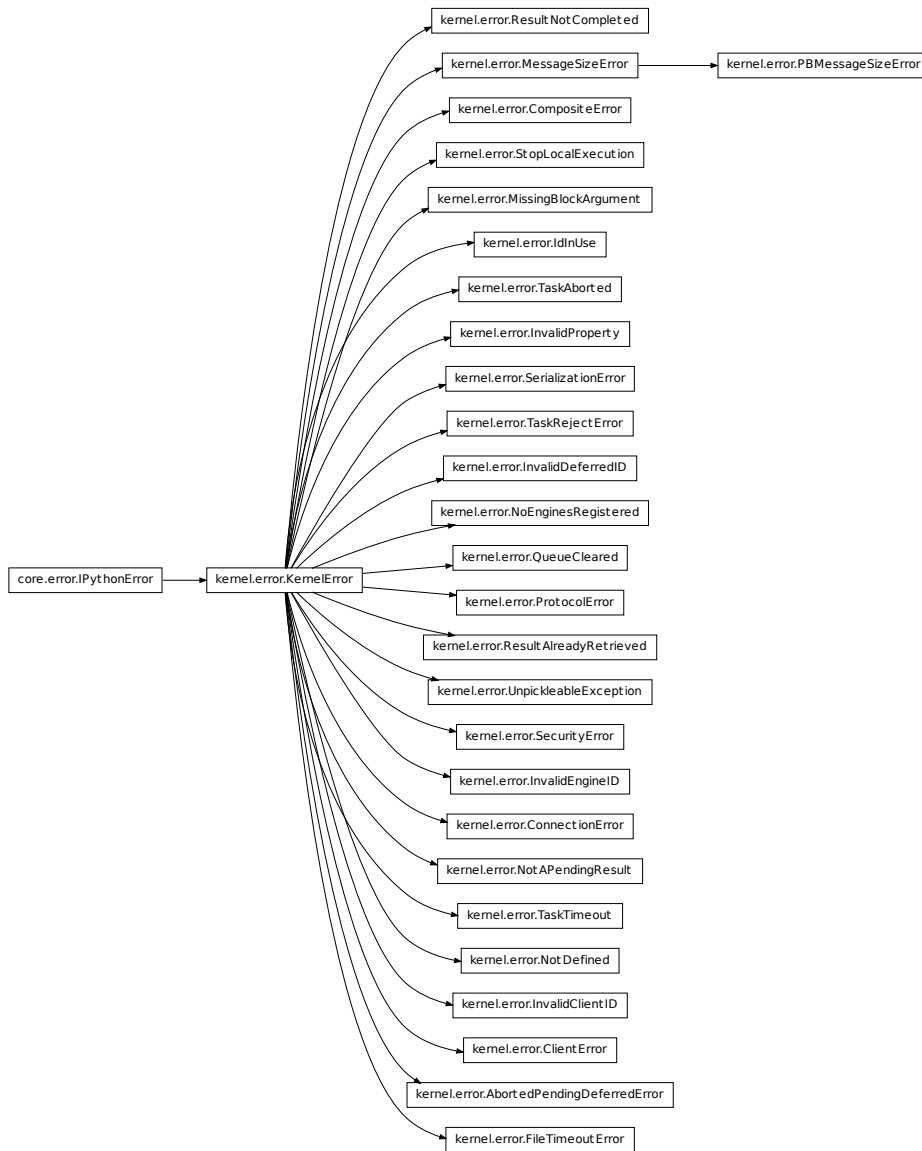 kernel.error.ResultNotCompleted
kernel.error.MessageSizeError
kernel.error.PBMessageSizeError
kernel.error.CompositeError
kernel.error.StopLocalExecution
kernel.error.MissingBlockArgument
kernel.error.IdInUse
kernel.error.TaskAborted
kernel.error.InvalidProperty
kernel.error.SerializationError
kernel.error.TaskRejectError
kernel.error.InvalidDeferredID
kernel.error.NoEnginesRegistered
kernel.error.QueueCleared
core.error.IPythonError
kernel.error.KernelError
kernel.error.ProtocolError
kernel.error.ResultAlreadyRetrieved
kernel.error.UnpickleableException
kernel.error.SecurityError
kernel.error.InvalidEngineID
kernel.error.ConnectionError
kernel.error.NotAPendingResult
kernel.error.TaskTimeout
kernel.error.NotDefined
kernel.error.InvalidClientID
kernel.error.ClientError
kernel.error.AbortedPendingDeferredError
kernel.error.FileTimeoutError